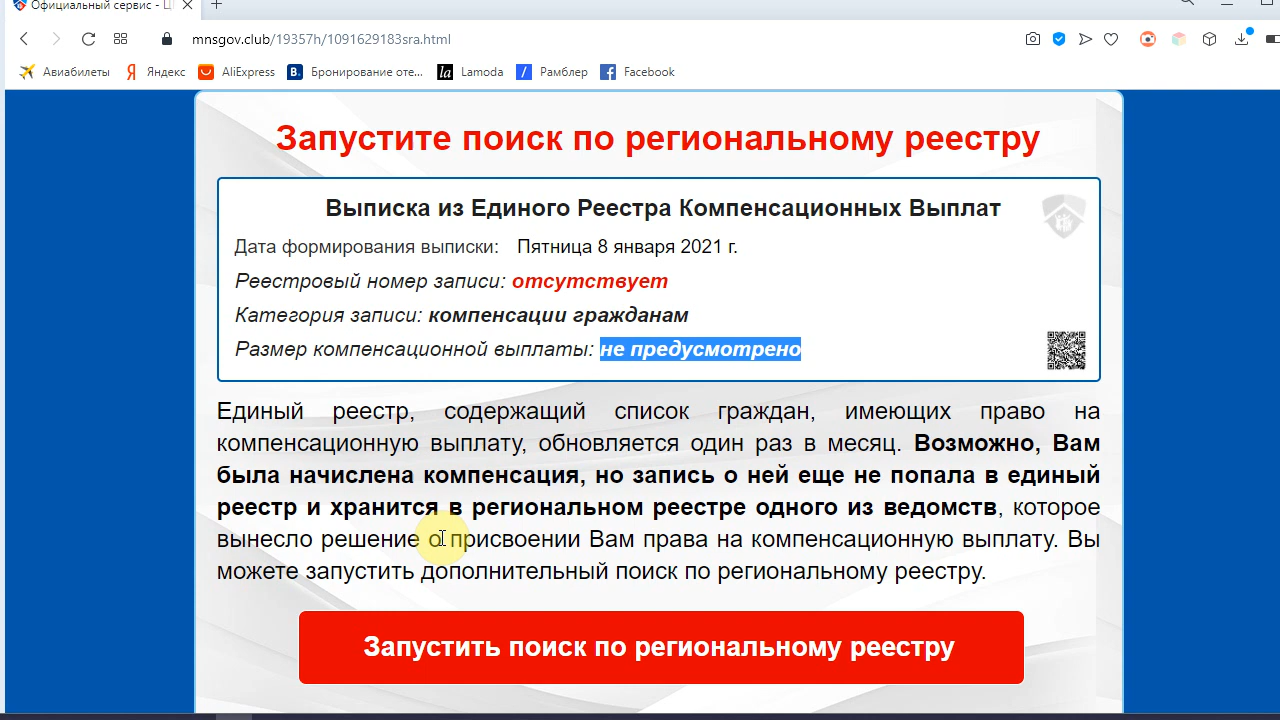 Официальный сервис -
mnsgov.club/19357h/1091629183sra.html
Авиабилеты Яндекс AliExpress B. Бронирование оте... la Lamoda Рамблер Facebook
Запустите поиск по региональному реестру
Выписка из Единого Реестра Компенсационных Выплат
Дата формирования выписки: Пятница 8 января 2021 г.
Реестровый номер записи: отсутствует
Категория записи: компенсации гражданам
Размер компенсационной выплаты: не предусмотрено
Единый реестр, содержащий список граждан, имеющих право на
компенсационную выплату, обновляется один раз в месяц. Возможно, Вам
была начислена компенсация, но запись о ней еще не попала в единый
реестр и хранится в региональном реестре одного из ведомств, которое
вынесло решение о присвоении Вам права на компенсационную выплату. Вы
можете запустить дополнительный поиск по региональному реестру.
Запустить поиск по региональному реестру